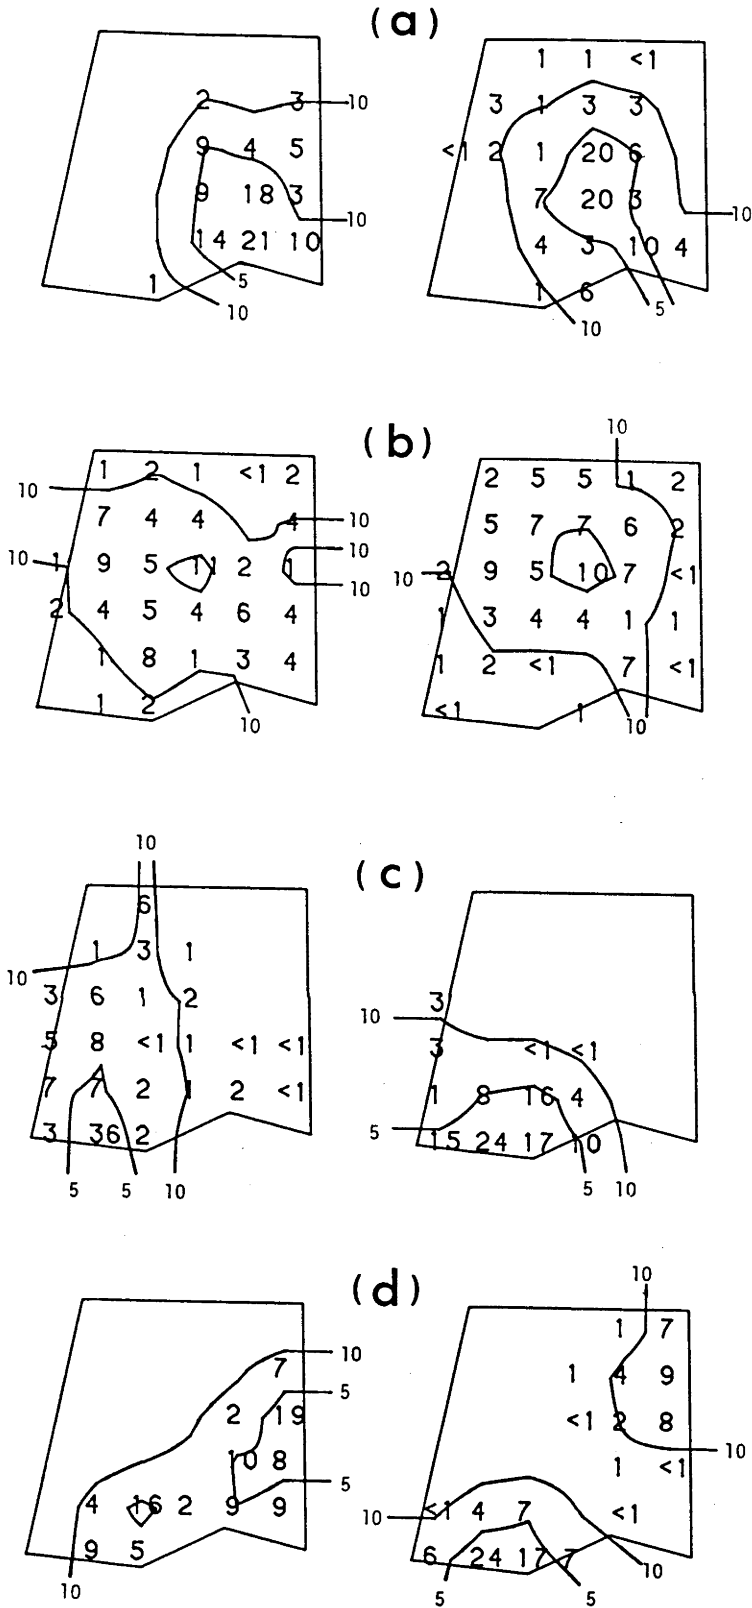 (a)
2 3 10
9 4 5
9 18 3 10
14 21 10
1 5
10
1 1 <1
3 1 3 3
<1 2 1 20 6
7 20 3 10
4 3 10 4
1 6 5
10
(b)
1 2 1 <1 2
10
7 4 4 4 10
10
10 1 9 5 11 2 1
10
2 4 5 4 6 4
1 8 1 3 4
1 2
10
10
2 5 5 1 2
5 7 7 6 2
10 2 9 5 10 7 <1
1 3 4 4 1 1
1 2 <1 7 <1
<1 1 10
(c)
10
6
1 3 1
10
3 6 1 2
5 8 <1 1 <1 <1
7 7 2 1 2 <1
3 36 2
5 5 10
3
10
3 <1 <1
1 8 16 4
5
15 24 17 10
5 10
(d)
7 10
5
2 19
10 8
5
4 16 2 9 9
9 5
10
10
1 7
1 4 9
<1 2 8
10
1 <1
10 <1 4 7 <1
6 24 17 7
10
5 5